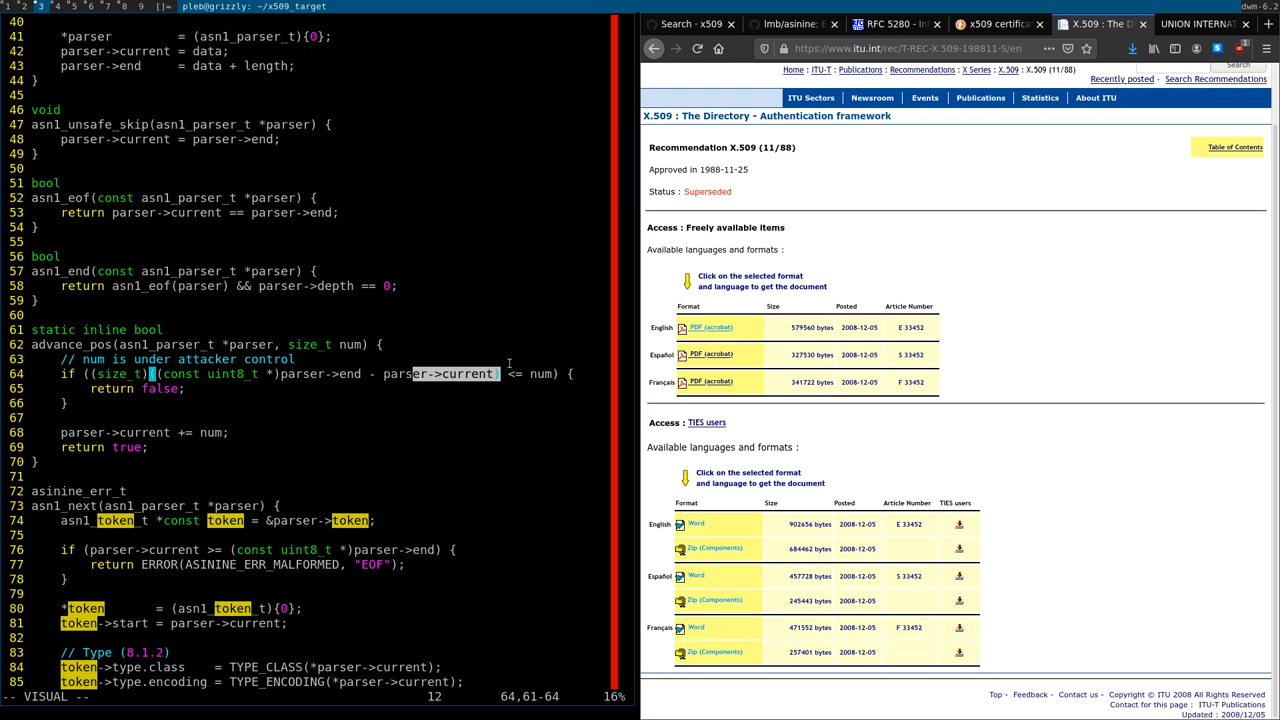 1 2 3 4 5 6 7 8 9 []= pleb@grizzly: ~/x509_target
dwm-6.2
40
41 *parser = (asn1_parser_t){0};
42 parser->current = data;
43 parser->end = data + length;
44 }
45
46 void
47 asn1_unsafe_skip(asn1_parser_t *parser) {
48 parser->current = parser->end;
49 }
50
51 bool
52 asn1_eof(const asn1_parser_t *parser) {
53 return parser->current == parser->end;
54 }
55
56 bool
57 asn1_end(const asn1_parser_t *parser) {
58 return asn1_eof(parser) && parser->depth == 0;
59 }
60
61 static inline bool
62 advance_pos(asn1_parser_t *parser, size_t num) {
63 // num is under attacker control
64 if ((size_t)((const uint8_t *)parser->end - parser->current) <= num) {
65 return false;
66 }
67
68 parser->current += num;
69 return true;
70 }
71
72 asinine_err_t
73 asn1_next(asn1_parser_t *parser) {
74 asn1_token_t *const token = &parser->token;
75
76 if (parser->current >= (const uint8_t *)parser->end) {
77 return ERROR(ASININE_ERR_MALFORMED, "EOF");
78 }
79
80 *token = (asn1_token_t){0};
81 token->start = parser->current;
82
83 // Type (8.1.2)
84 token->type.class = TYPE_CLASS(*parser->current);
85 token->type.encoding = TYPE_ENCODING(*parser->current);
-- VISUAL -- 12 64,61-64 16%
Search · x509
lmb/asinine: E
RFC 5280 - In
x509 certifica
X.509 : The D
UNION INTERNAT
https://www.itu.int/rec/T-REC-X.509-198811-S/en
Search
Home : ITU-T : Publications : Recommendations : X Series : X.509 : X.509 (11/88)
Recently posted - Search Recommendations
ITU Sectors Newsroom Events Publications Statistics About ITU
X.509 : The Directory - Authentication framework
Recommendation X.509 (11/88)
Table of Contents
Approved in 1988-11-25
Status : Superseded
Access : Freely available items
Available languages and formats :
Click on the selected format
and language to get the document
Format Size Posted Article Number
English PDF (acrobat) 579560 bytes 2008-12-05 E 33452
Español PDF (acrobat) 327530 bytes 2008-12-05 S 33452
Français PDF (acrobat) 341722 bytes 2008-12-05 F 33452
Access : TIES users
Available languages and formats :
Click on the selected format
and language to get the document
Format Size Posted Article Number TIES users
English Word 902656 bytes 2008-12-05 E 33452
Zip (Components) 684462 bytes 2008-12-05
Español Word 457728 bytes 2008-12-05 S 33452
Zip (Components) 245443 bytes 2008-12-05
Français Word 471552 bytes 2008-12-05 F 33452
Zip (Components) 257401 bytes 2008-12-05
Top - Feedback - Contact us - Copyright © ITU 2008 All Rights Reserved
Contact for this page : ITU-T Publications
Updated : 2008/12/05